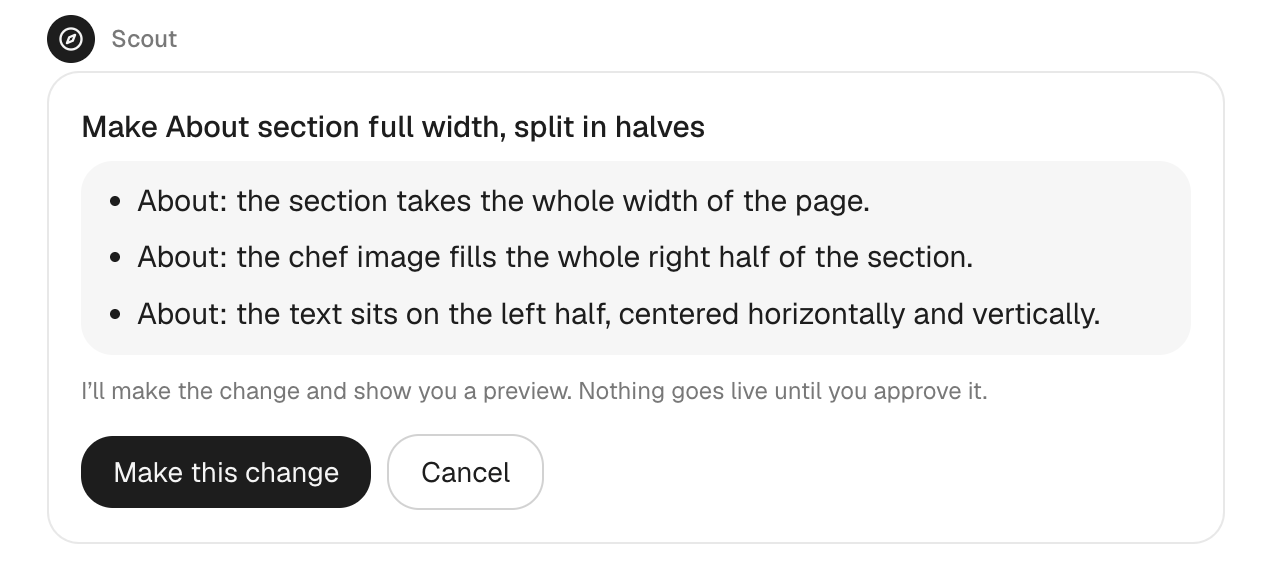 Scout
Make About section full width, split in halves
• About: the section takes the whole width of the page.
• About: the chef image fills the whole right half of the section.
• About: the text sits on the left half, centered horizontally and vertically.
I’ll make the change and show you a preview. Nothing goes live until you approve it.
Make this change
Cancel